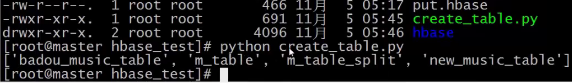 -rw-r--r--. 1 root root 466 11月 5 05:17 put.hbase
-rwxr-xr-x 1 root root 691 11月 5 05:45 create_table.py
drwxr-xr-x. 2 root root 4096 11月 5 05:46 hbase
[root@master hbase_test]# python create_table.py
['badou_music_table', 'm_table', 'm_table_split', 'new_music_table']
[root@master hbase_test]#